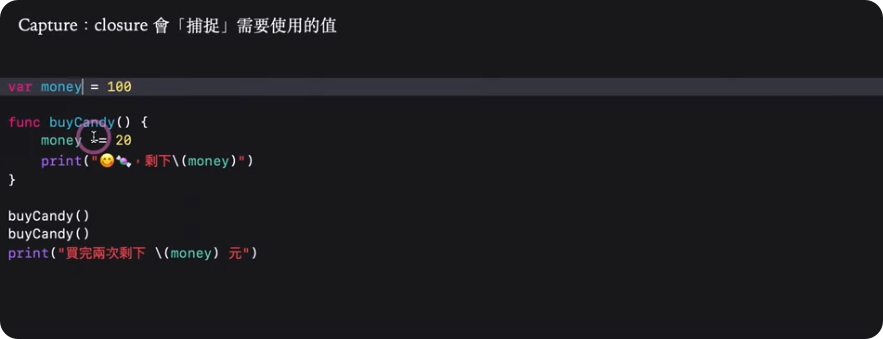 Capture：closure 會「捕捉」需要使用的值
var money = 100
func buyCandy() {
money -= 20
print("😋🍬，剩下\(money)")
}
buyCandy()
buyCandy()
print("買完兩次剩下 \(money) 元")